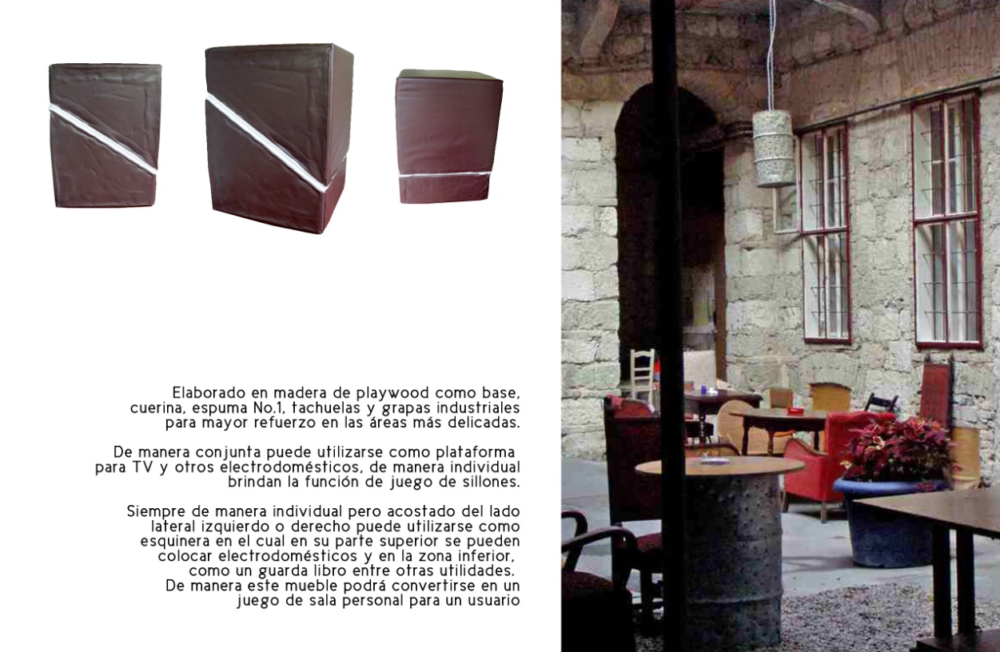 Elaborado en madera de playwood como base,
cuerina, espuma No.1, tachuelas y grapas industriales
para mayor refuerzo en las áreas más delicadas.
De manera conjunta puede utilizarse como plataforma
para TV y otros electrodomésticos, de manera individual
brindan la función de juego de sillones.
Siempre de manera individual pero acostado del lado
lateral izquierdo o derecho puede utilizarse como
esquinera en el cual en su parte superior se pueden
colocar electrodomésticos y en la zona inferior,
como un guarda libro entre otras utilidades.
De manera este mueble podrá convertirse en un
juego de sala personal para un usuario